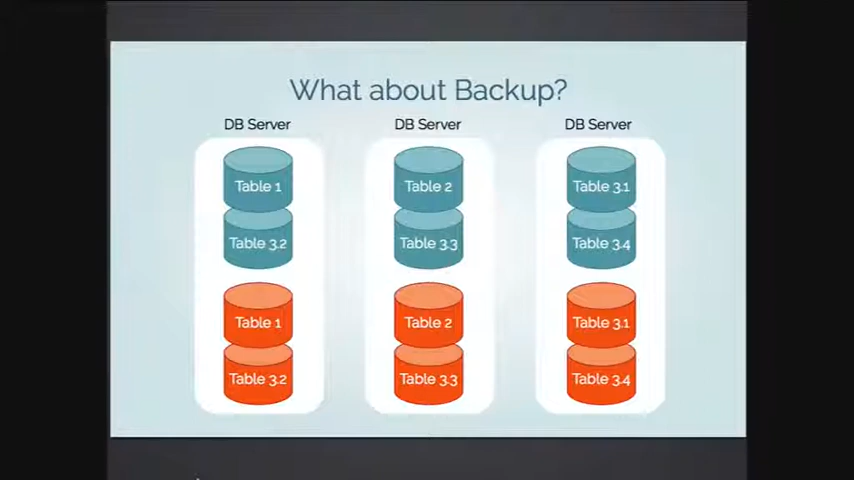 What about Backup?
DB Server DB Server DB Server
Table 1 Table 2 Table 3.1
Table 3.2 Table 3.3 Table 3.4
Table 1 Table 2 Table 3.1
Table 3.2 Table 3.3 Table 3.4